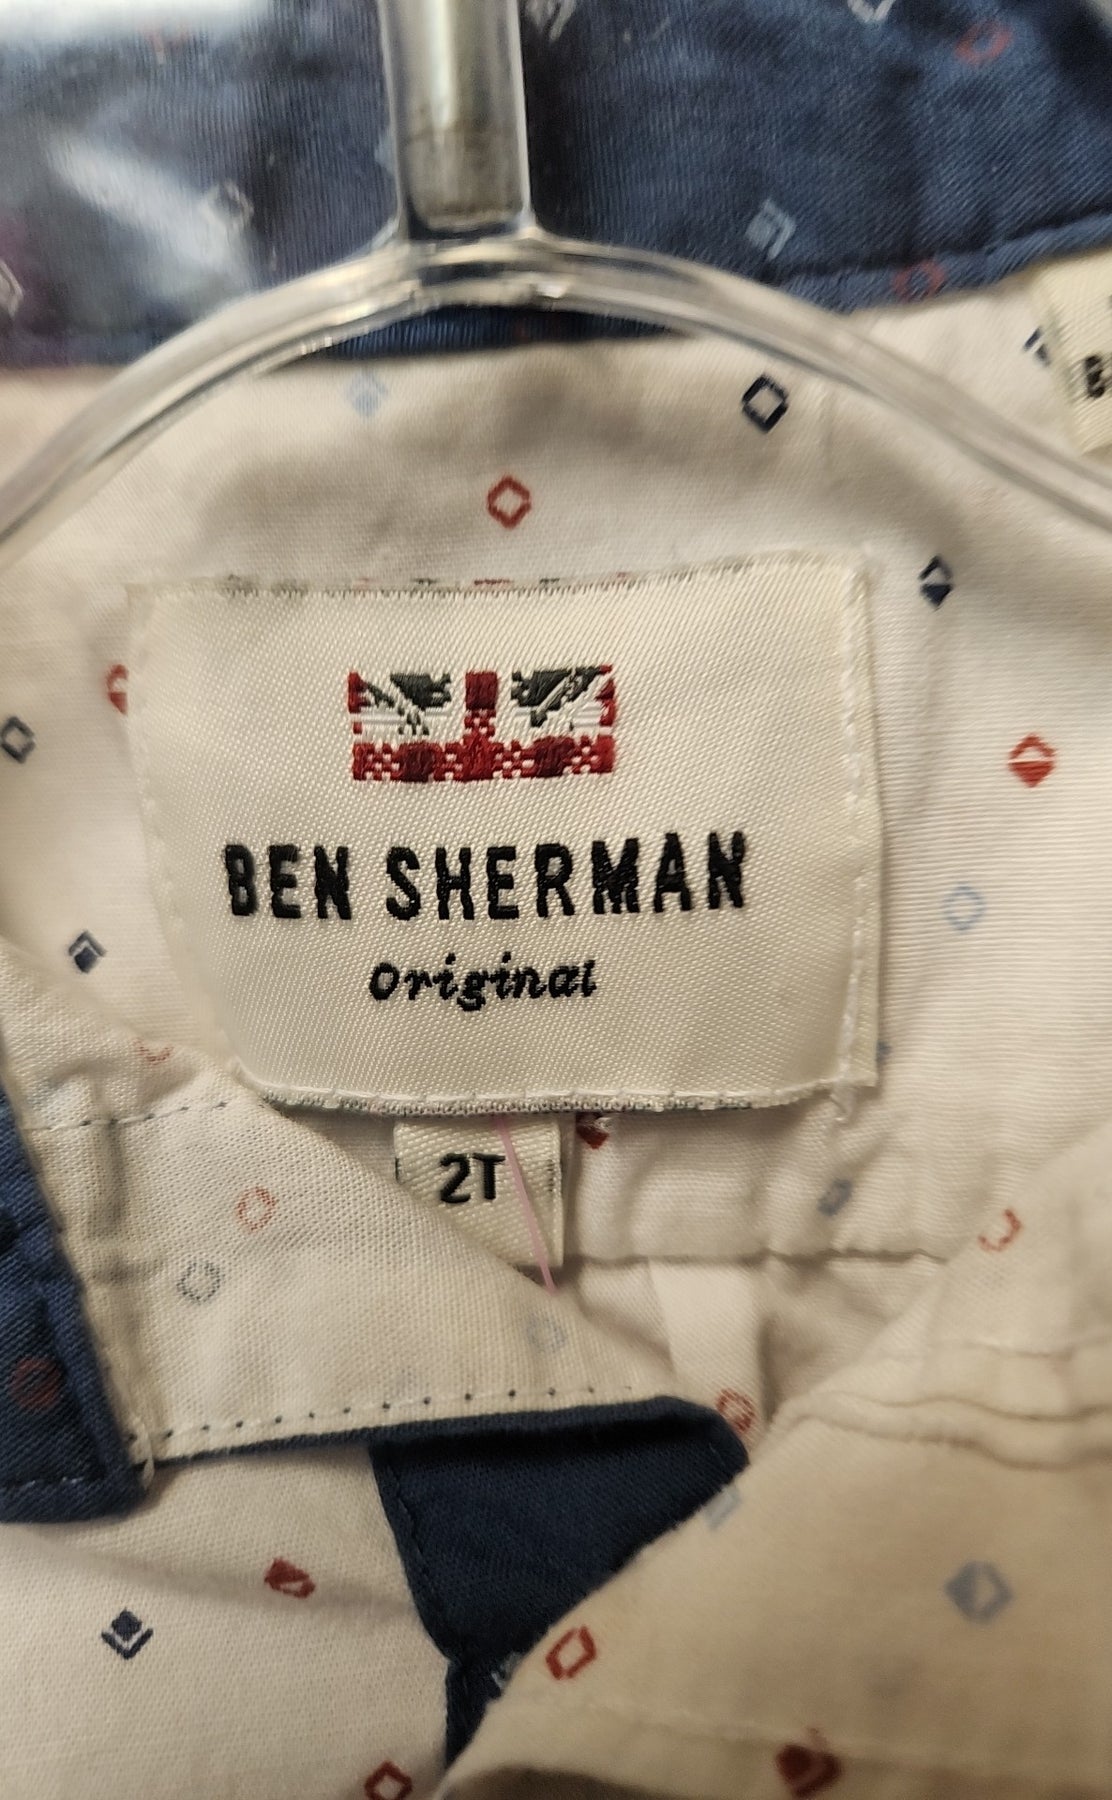 BEN SHERMAN
Original
2T